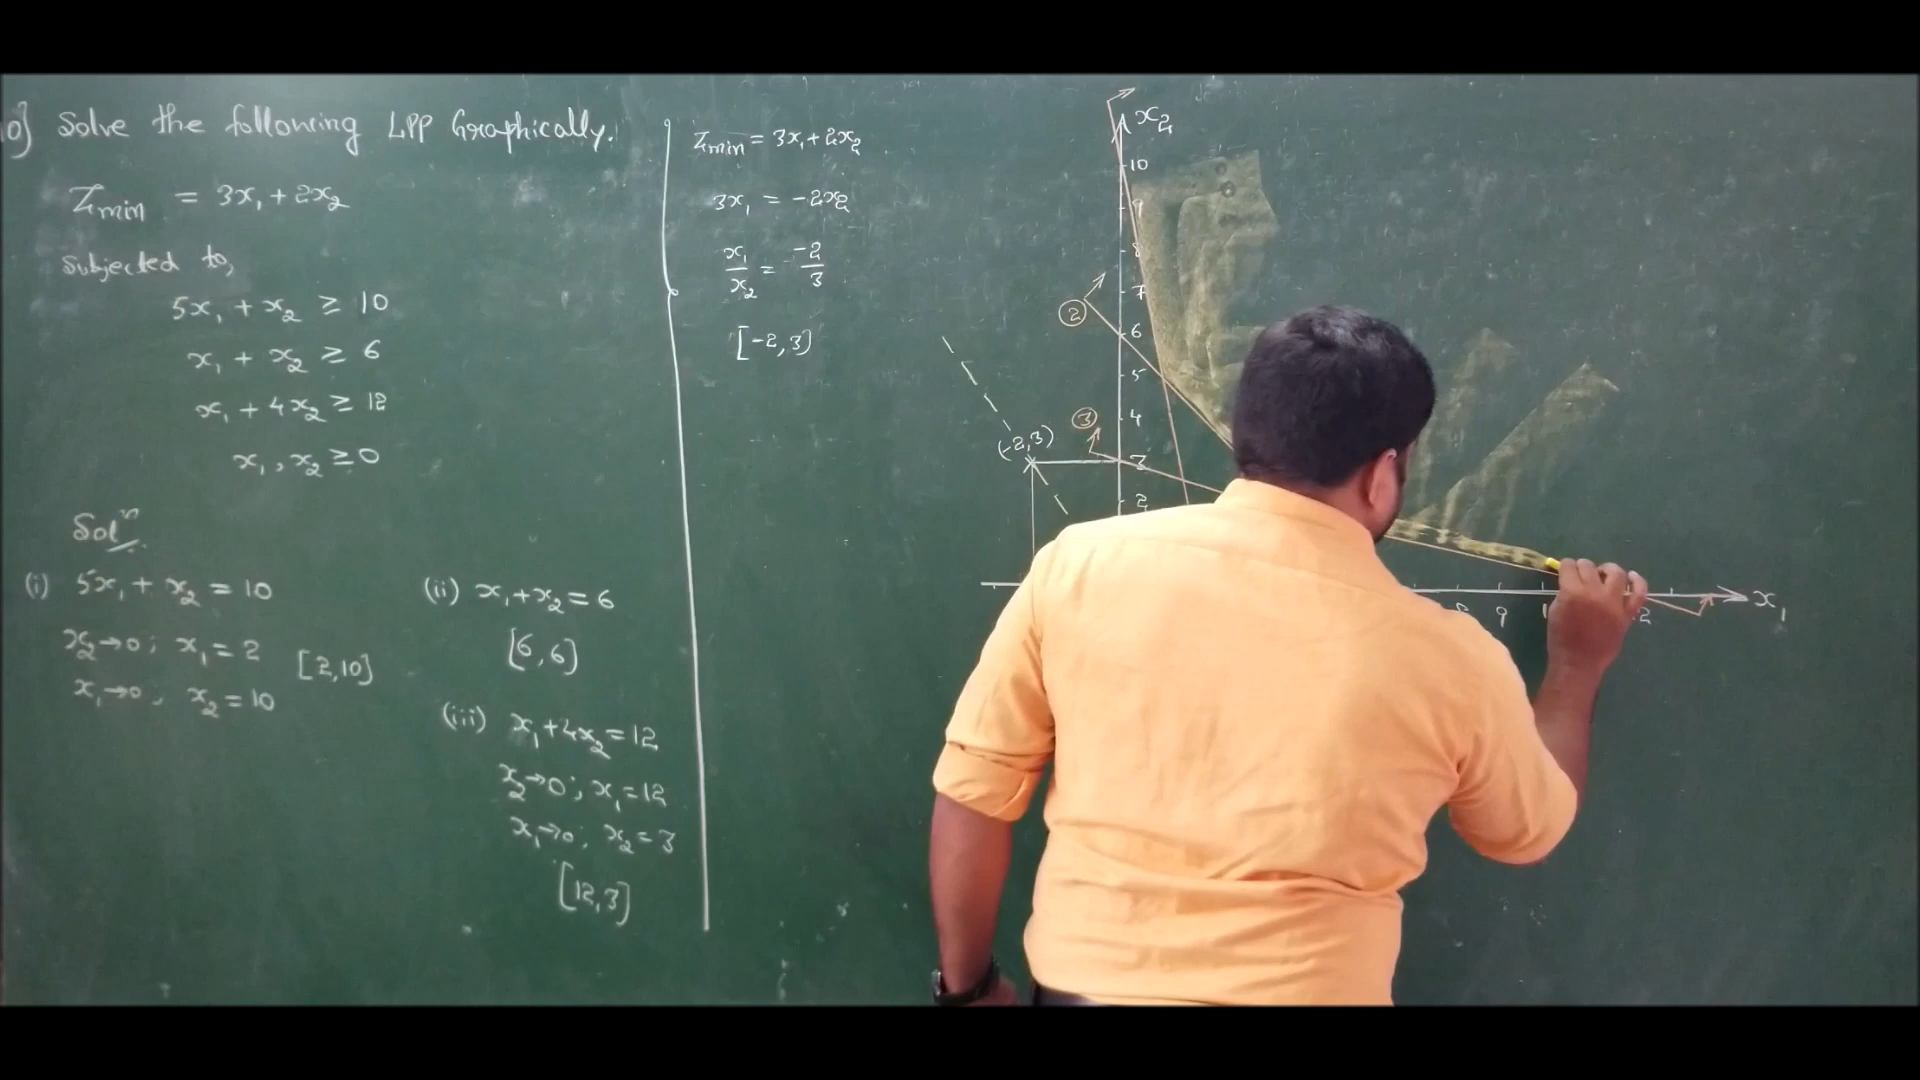 10] Solve the following LPP Graphically.
Zmin = 3x₁ + 2x₂
Subjected to,
5x₁ + x₂ ≥ 10
x₁ + x₂ ≥ 6
x₁ + 4x₂ ≥ 12
x₁, x₂ ≥ 0
Solⁿ
(i) 5x₁ + x₂ = 10
x₂→0; x₁ = 2
[2,10]
x₁→0, x₂ = 10
(ii) x₁ + x₂ = 6
[6,6]
(iii) x₁ + 4x₂ = 12
x₂→0; x₁ = 12
x₁→0; x₂ = 3
[12,3]
Zmin = 3x₁ + 2x₂
3x₁ = -2x₂
x₁/x₂ = -2/3
[-2,3]
x₂
10
9
8
7
②
6
5
4
③
(-2,3)
3
2
8 9
x₁